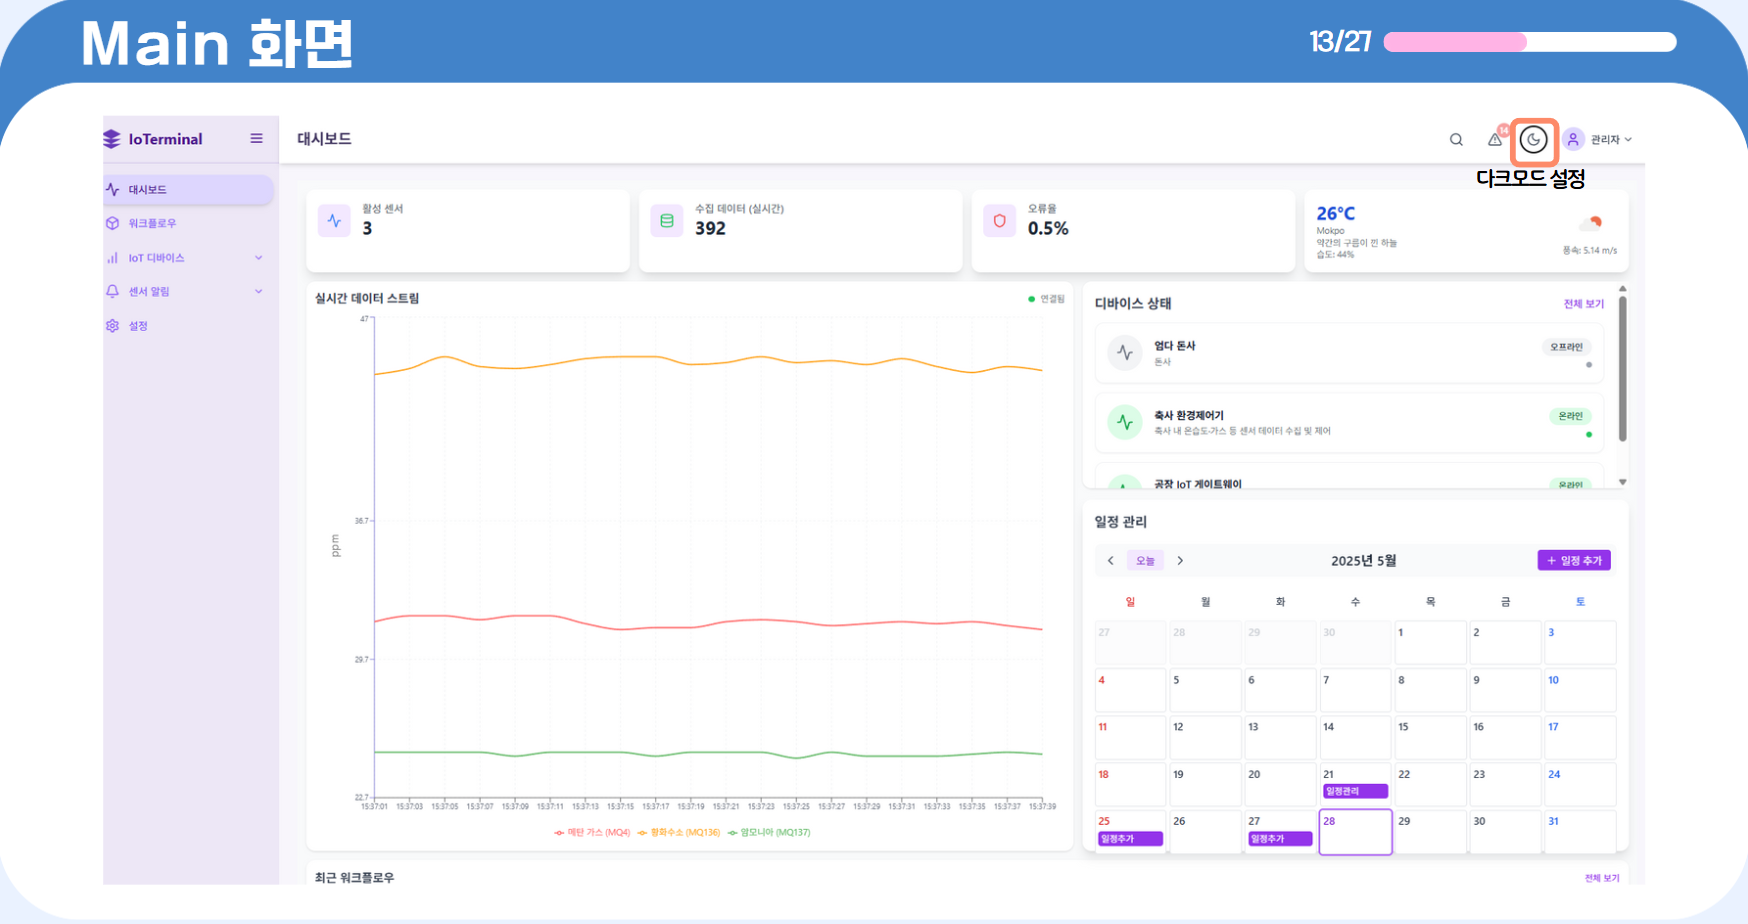 Main 화면
13/27
IoTerminal
대시보드
워크플로우
IoT 디바이스
센서 알림
설정
대시보드
14
관리자
다크모드 설정
활성 센서
3
수집 데이터 (실시간)
392
오류율
0.5%
26°C
Mokpo
약간의 구름이 낀 하늘
습도: 44%
풍속: 5.14 m/s
실시간 데이터 스트림
연결됨
47
36.7
29.7
22.7
ppm
15:37:01 15:37:03 15:37:05 15:37:07 15:37:09 15:37:11 15:37:13 15:37:15 15:37:17 15:37:19 15:37:21 15:37:23 15:37:25 15:37:27 15:37:29 15:37:31 15:37:33 15:37:35 15:37:37 15:37:39
메탄 가스 (MQ4) 황화수소 (MQ136) 암모니아 (MQ137)
디바이스 상태
전체 보기
엄다 돈사
돈사
오프라인
축사 환경제어기
축사 내 온습도·가스 등 센서 데이터 수집 및 제어
온라인
공장 IoT 게이트웨이
온라인
일정 관리
오늘
2025년 5월
+ 일정 추가
일 월 화 수 목 금 토
27 28 29 30 1 2 3
4 5 6 7 8 9 10
11 12 13 14 15 16 17
18 19 20 21 22 23 24
일정관리
25 26 27 28 29 30 31
일정추가 일정추가
최근 워크플로우
전체 보기